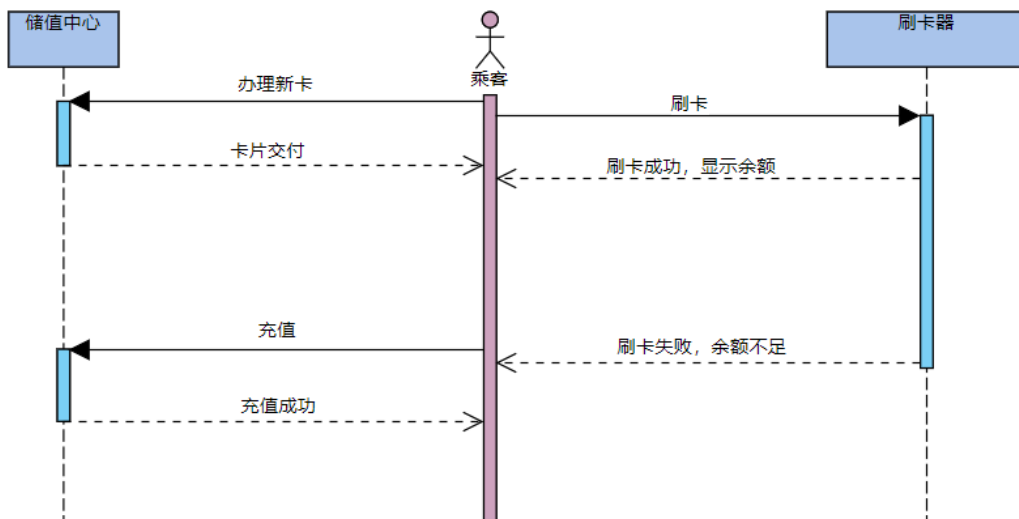 储值中心
刷卡器
乘客
办理新卡
刷卡
卡片交付
刷卡成功，显示余额
充值
刷卡失败，余额不足
充值成功